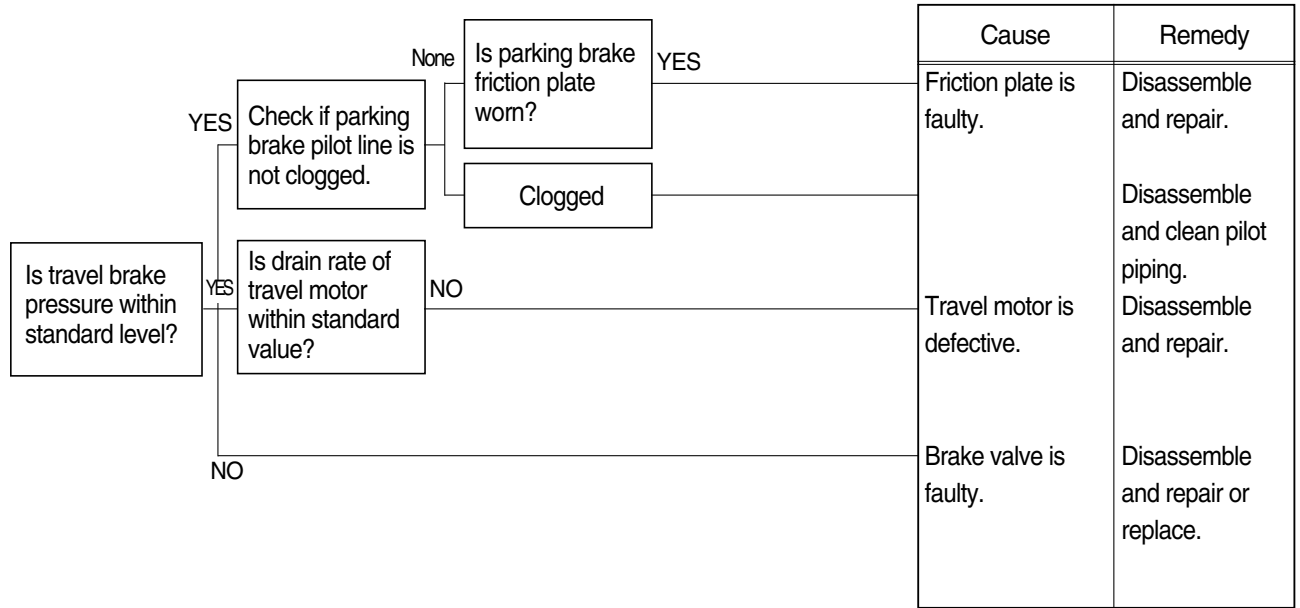 Cause
Remedy
None
Is parking brake
friction plate
worn?
YES
Friction plate is
faulty.
Disassemble
and repair.
YES
Check if parking
brake pilot line is
not clogged.
Clogged
Disassemble
and clean pilot
piping.
Is travel brake
pressure within
standard level?
YES
Is drain rate of
travel motor
within standard
value?
NO
Travel motor is
defective.
Disassemble
and repair.
NO
Brake valve is
faulty.
Disassemble
and repair or
replace.